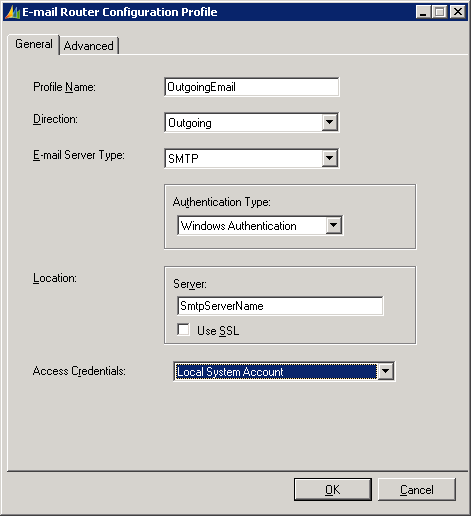 E-mail Router Configuration Profile
General Advanced
Profile Name: OutgoingEmail
Direction: Outgoing
E-mail Server Type: SMTP
Authentication Type:
Windows Authentication
Location: Server:
SmtpServerName
Use SSL
Access Credentials: Local System Account
OK Cancel